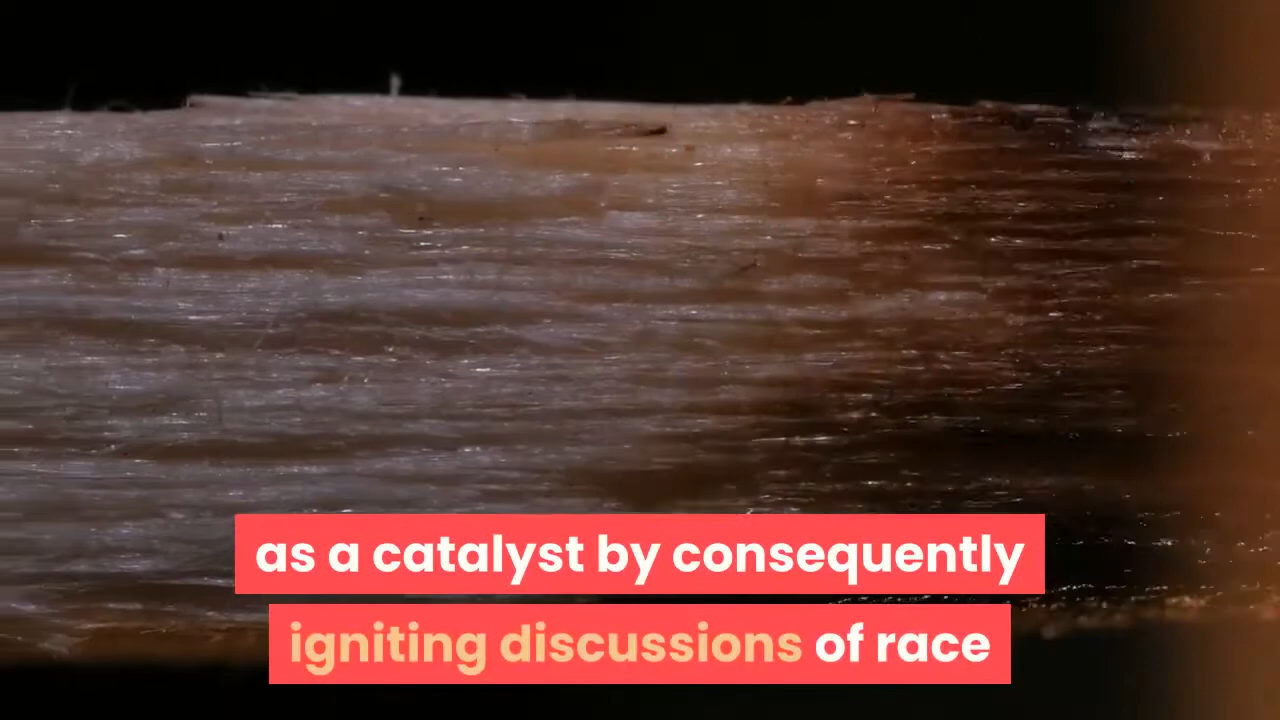 as a catalyst by consequently
igniting discussions of race